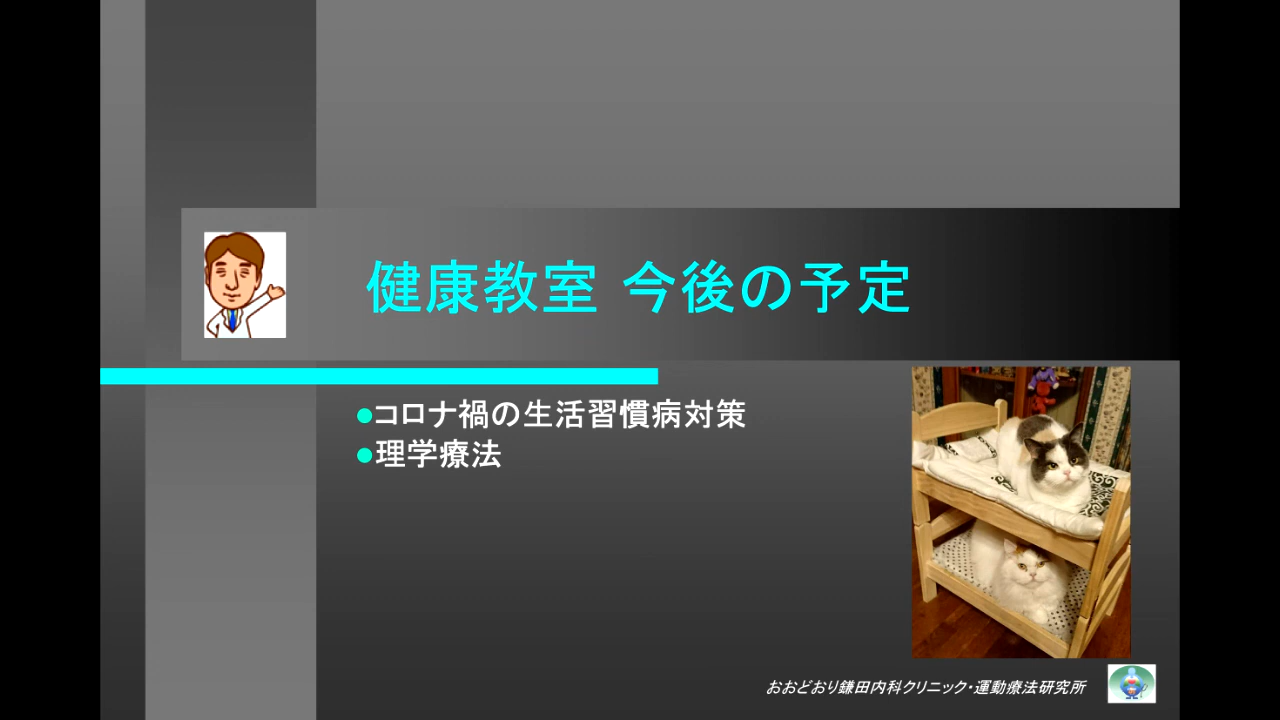 健康教室 今後の予定
●コロナ禍の生活習慣病対策
●理学療法
おおどおり鎌田内科クリニック・運動療法研究所